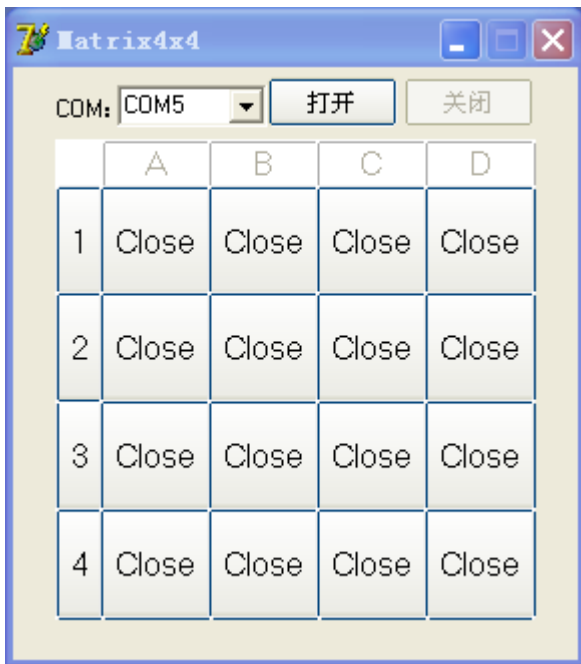 Matrix4x4
COM: COM5 打开 关闭
A B C D
1 Close Close Close Close
2 Close Close Close Close
3 Close Close Close Close
4 Close Close Close Close